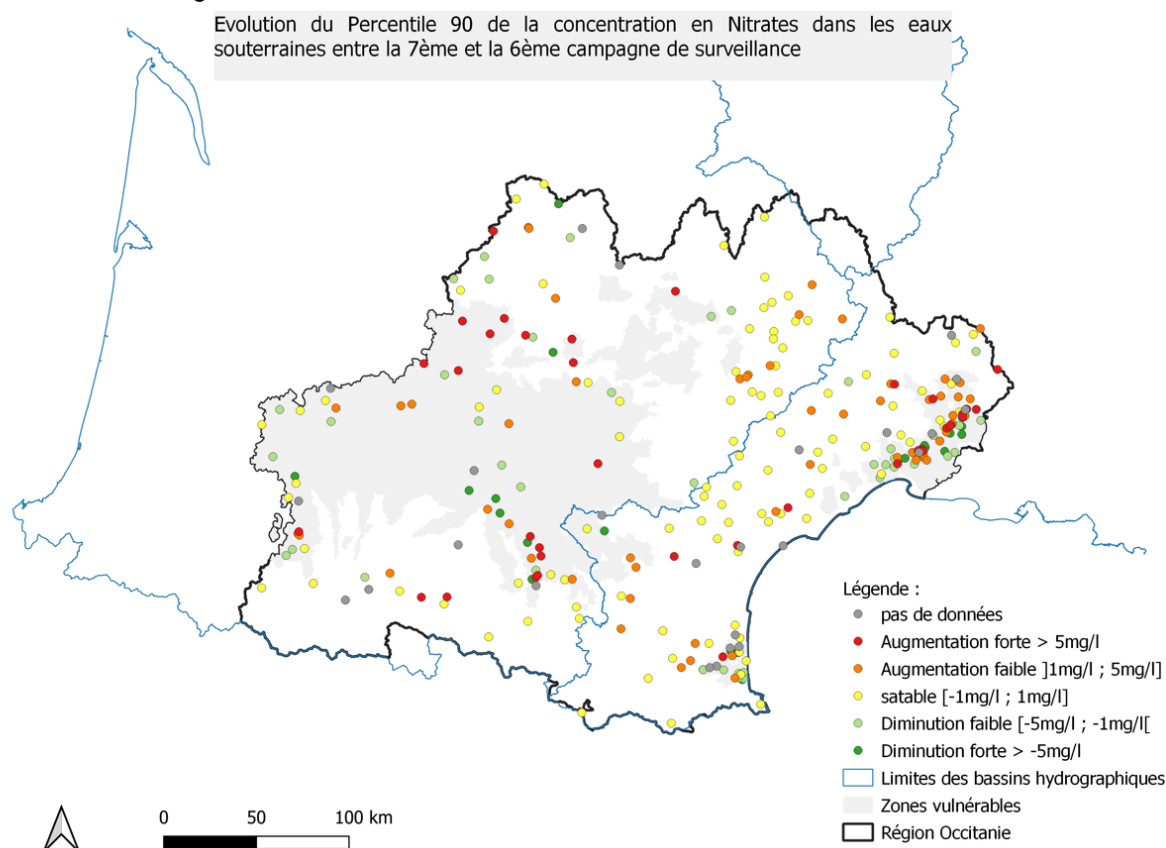 Evolution du Percentile 90 de la concentration en Nitrates dans les eaux
souterraines entre la 7ème et la 6ème campagne de surveillance
Légende :
pas de données
Augmentation forte > 5mg/l
Augmentation faible ]1mg/l ; 5mg/l]
satable [-1mg/l ; 1mg/l]
Diminution faible [-5mg/l ; -1mg/l[
Diminution forte > -5mg/l
Limites des bassins hydrographiques
Zones vulnérables
Région Occitanie
0 50 100 km